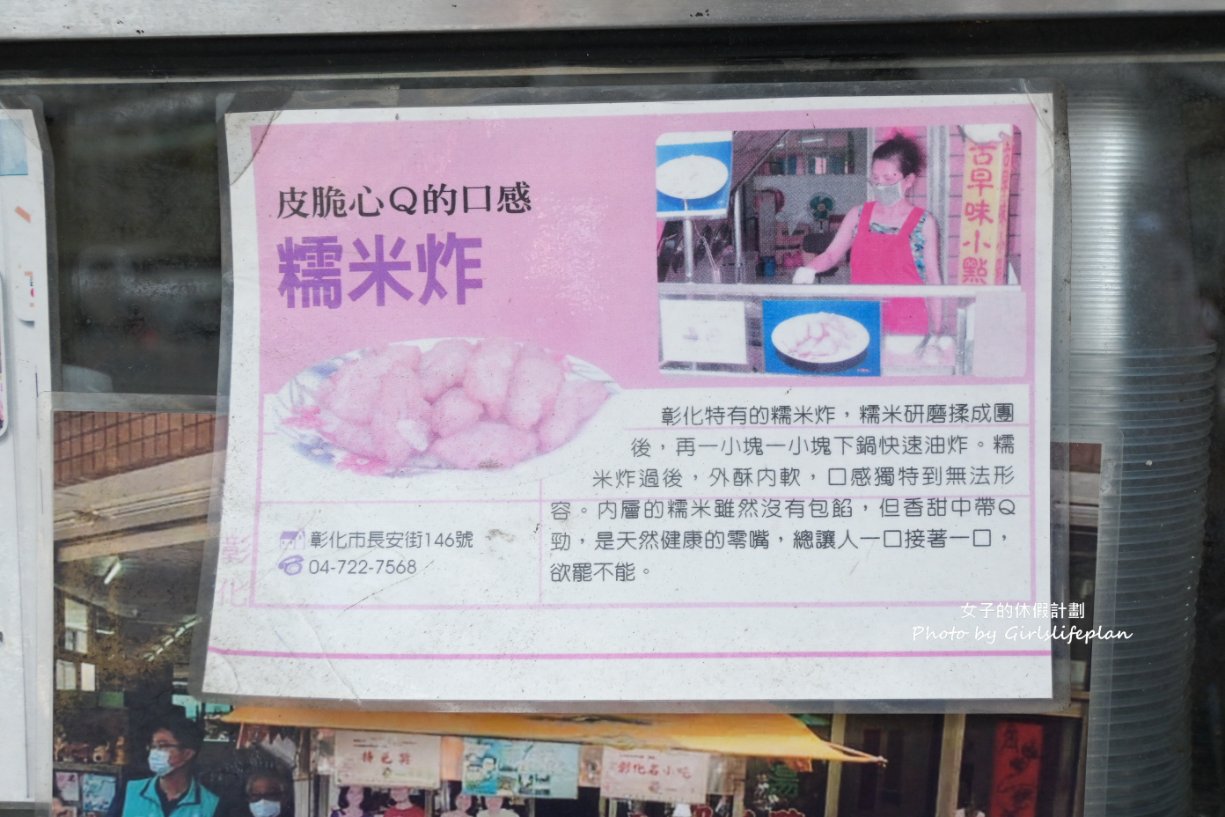 皮脆心Q的口感
糯米炸
古早味小點
彰化特有的糯米炸，糯米研磨揉成團
後，再一小塊一小塊下鍋快速油炸。糯
米炸過後，外酥內軟，口感獨特到無法形
容。內層的糯米雖然沒有包餡，但香甜中帶Q
勁，是天然健康的零嘴，總讓人一口接著一口，
欲罷不能。
彰化市長安街146號
04-722-7568
彰化
女子的休假計劃
Photo by Girlslifeplan
彰化名小吃